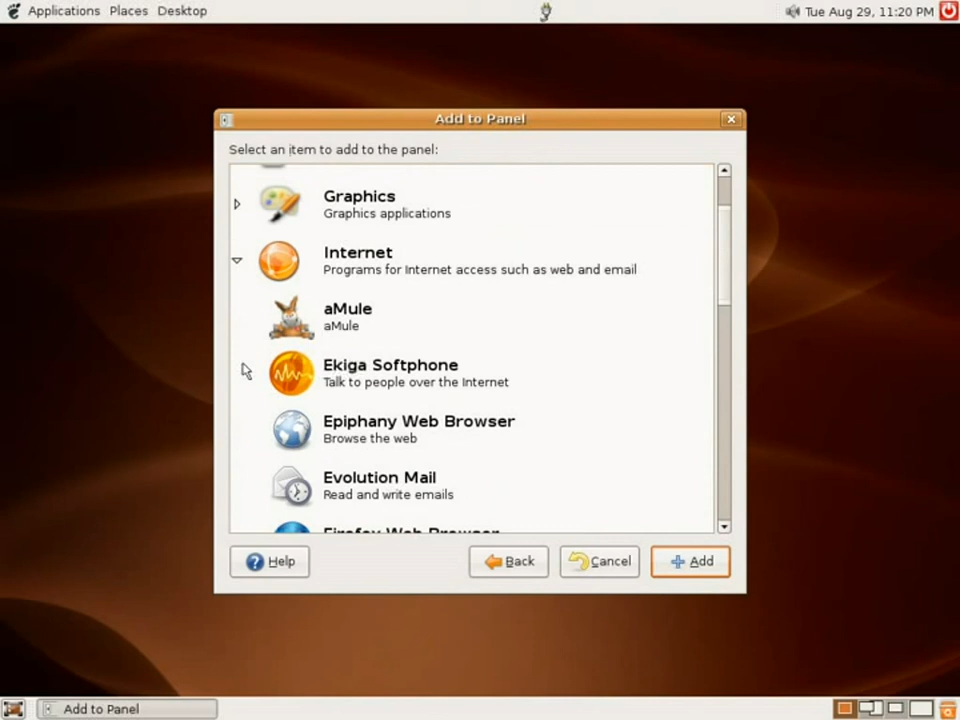 Applications Places Desktop
Tue Aug 29, 11:20 PM
Add to Panel
Select an item to add to the panel:
Graphics
Graphics applications
Internet
Programs for Internet access such as web and email
aMule
aMule
Ekiga Softphone
Talk to people over the Internet
Epiphany Web Browser
Browse the web
Evolution Mail
Read and write emails
Firefox Web Browser
Help Back Cancel Add
Add to Panel